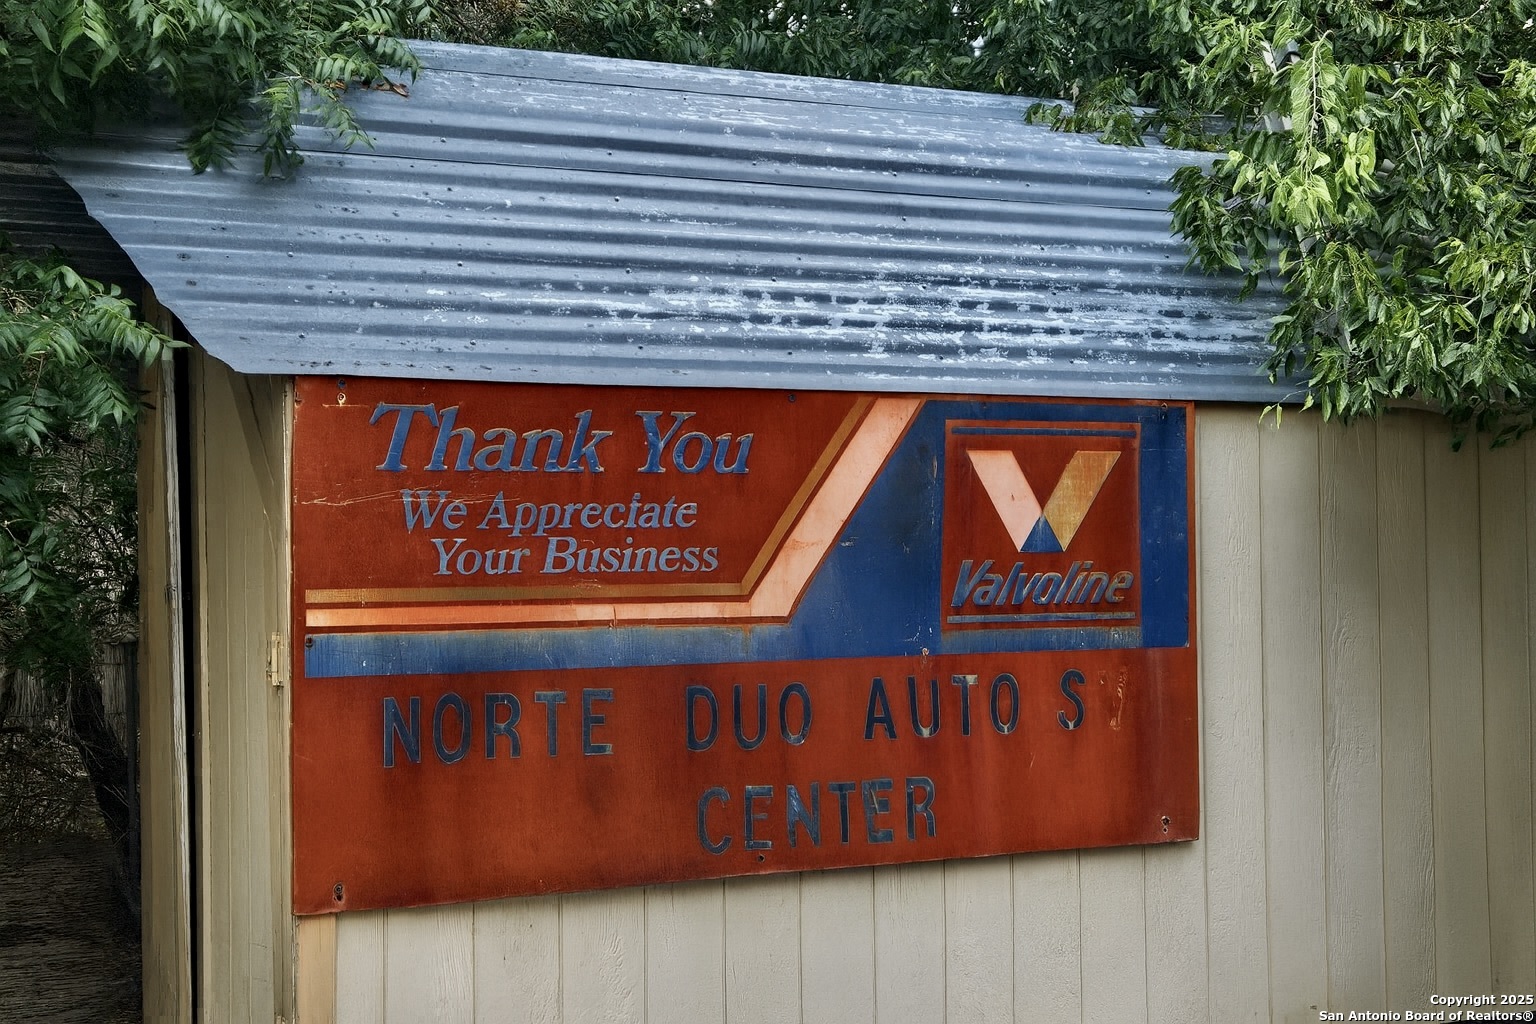 Thank You
We Appreciate
Your Business
Valvoline
NORTE DUO AUTO S
CENTER
Copyright 2025
San Antonio Board of Realtors®